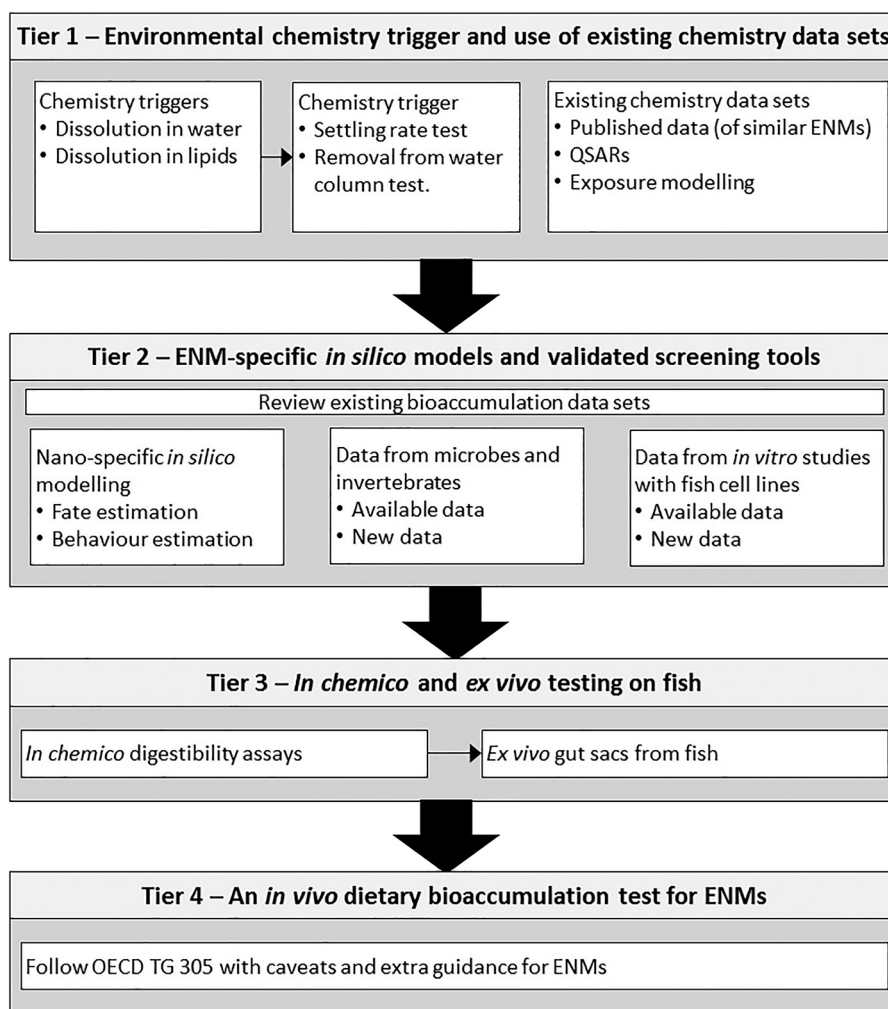 Tier 1 – Environmental chemistry trigger and use of existing chemistry data sets
Chemistry triggers
• Dissolution in water
• Dissolution in lipids
Chemistry trigger
• Settling rate test
• Removal from water
column test.
Existing chemistry data sets
• Published data (of similar ENMs)
• QSARs
• Exposure modelling
Tier 2 – ENM-specific in silico models and validated screening tools
Review existing bioaccumulation data sets
Nano-specific in silico
modelling
• Fate estimation
• Behaviour estimation
Data from microbes and
invertebrates
• Available data
• New data
Data from in vitro studies
with fish cell lines
• Available data
• New data
Tier 3 – In chemico and ex vivo testing on fish
In chemico digestibility assays
Ex vivo gut sacs from fish
Tier 4 – An in vivo dietary bioaccumulation test for ENMs
Follow OECD TG 305 with caveats and extra guidance for ENMs